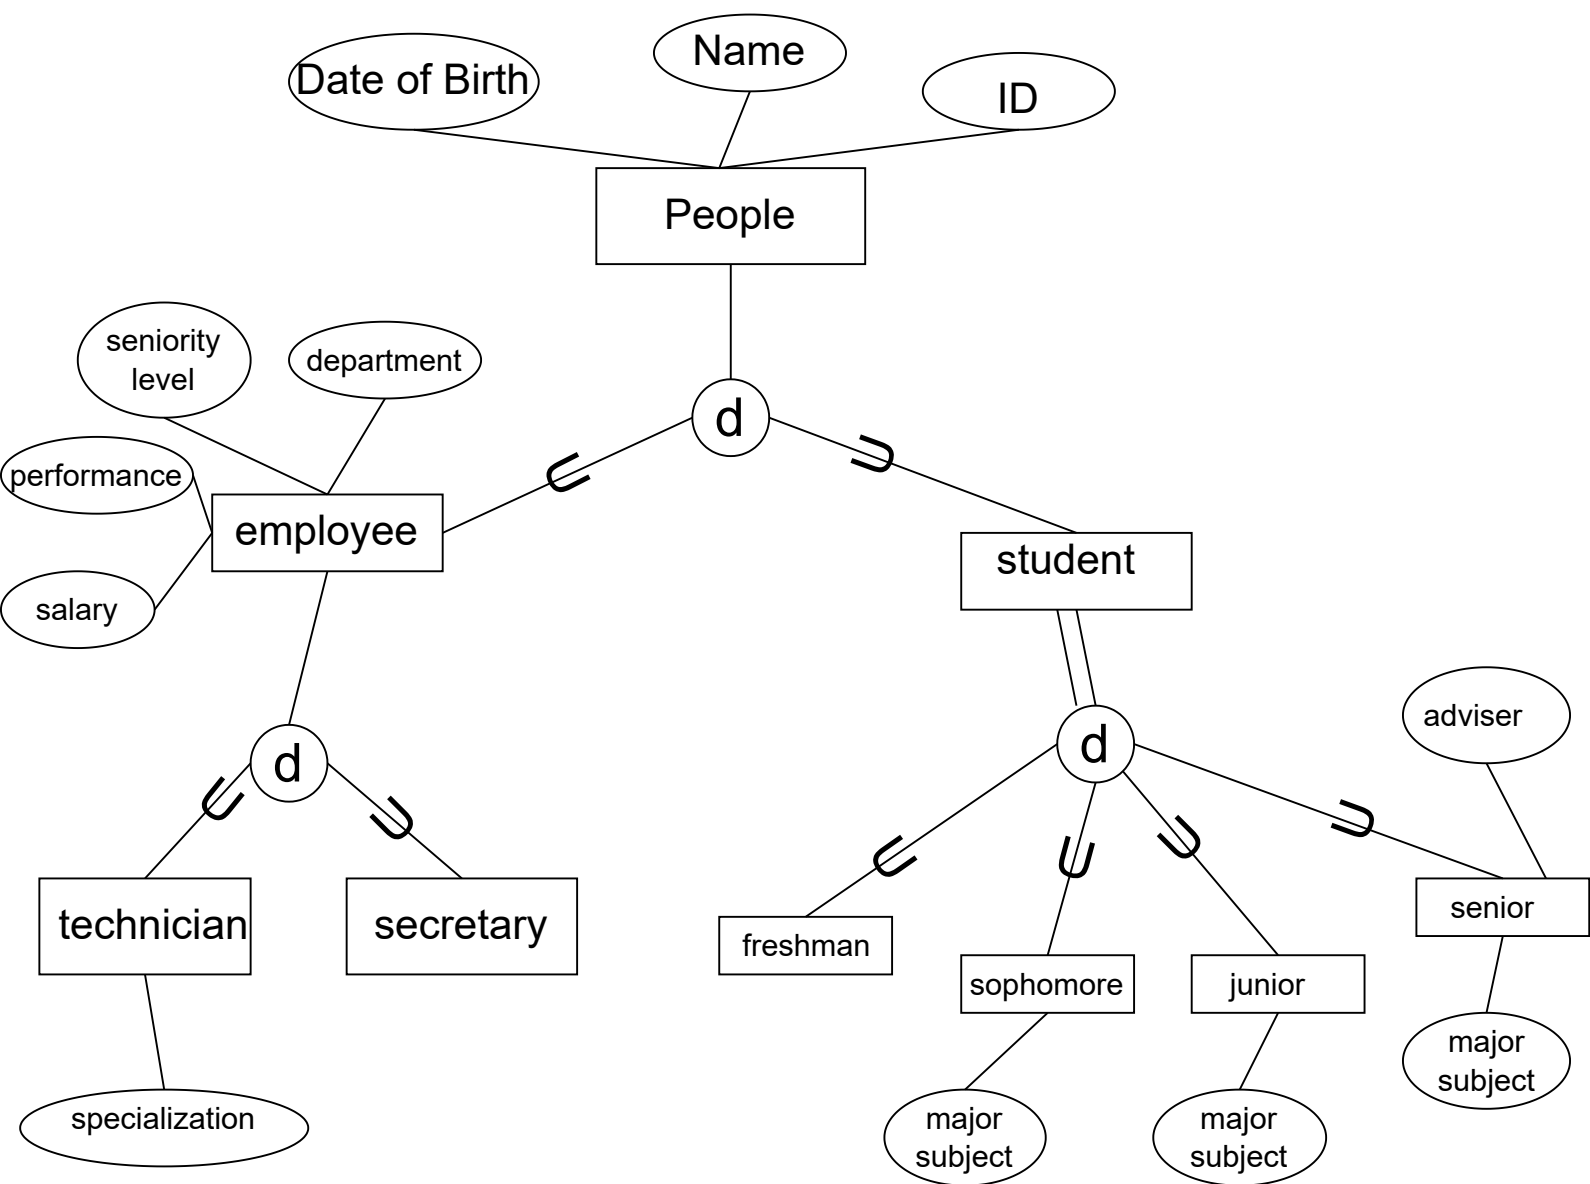 Date of Birth
Name
ID
People
seniority
level
department
d
performance
employee
salary
student
d
d
adviser
technician
secretary
freshman
sophomore
junior
senior
specialization
major
subject
major
subject
major
subject